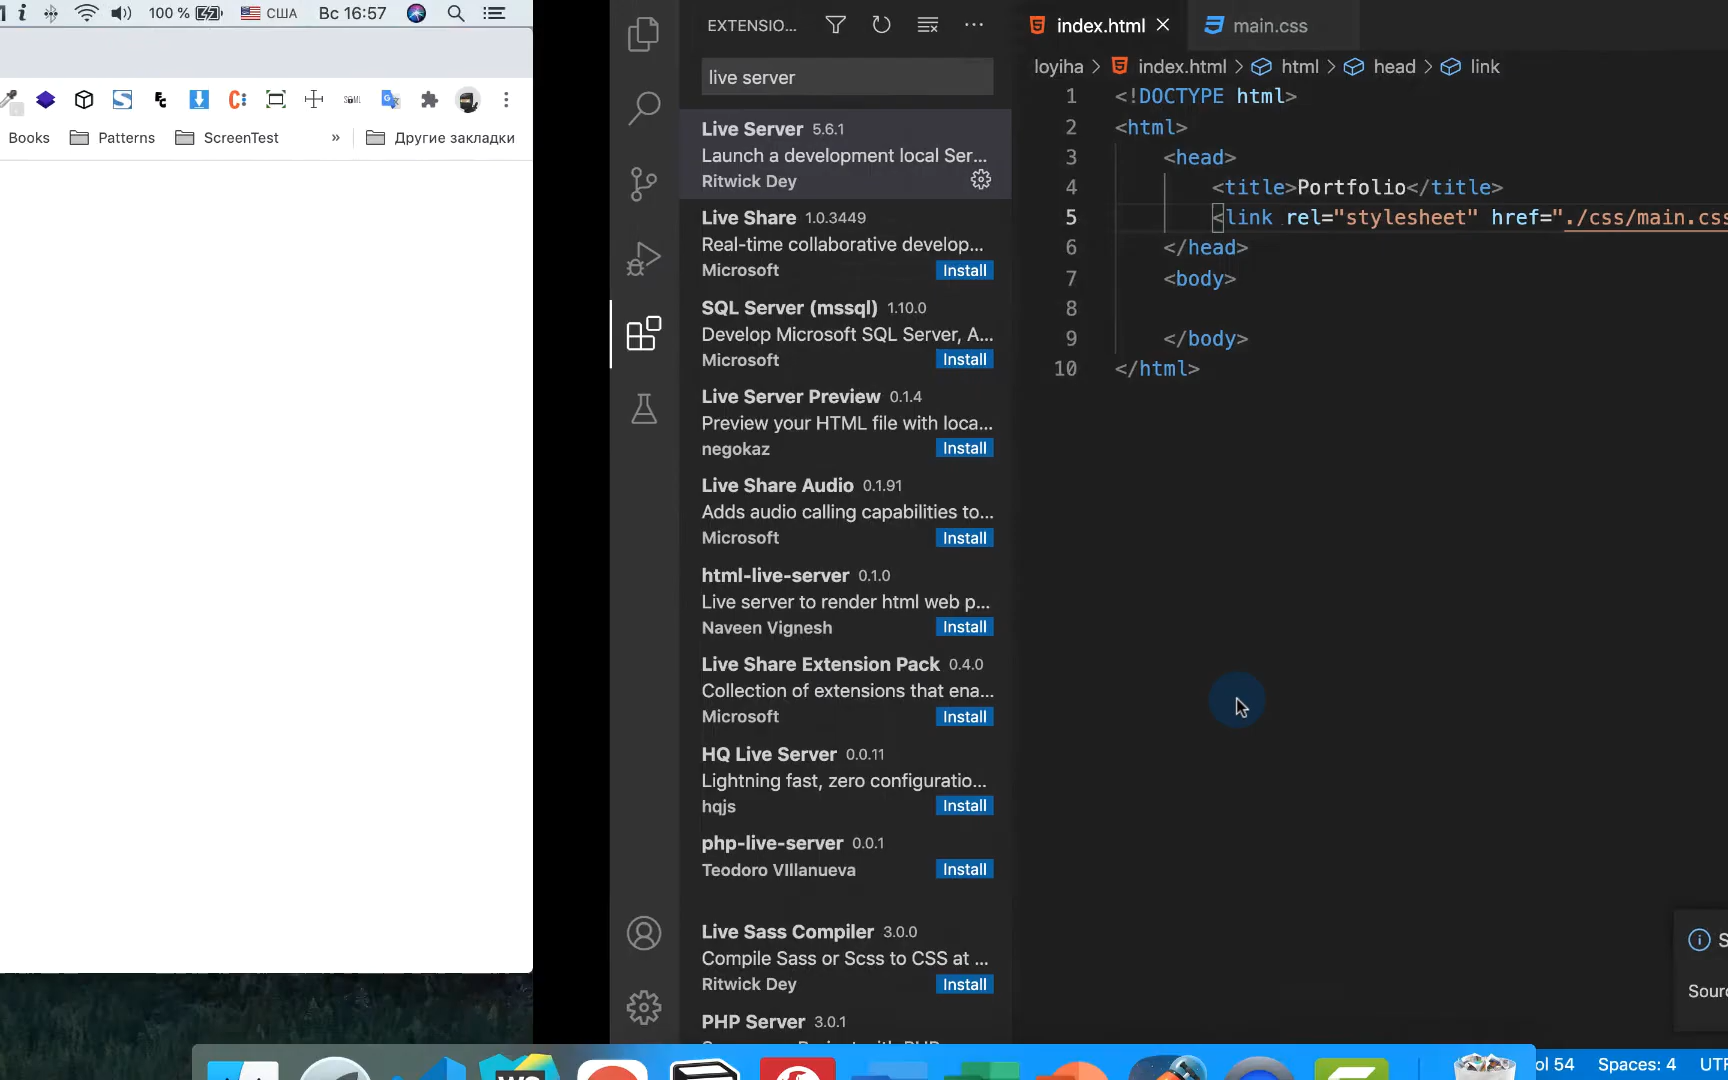 100 %
США
Вс 16:57
Books
Patterns
ScreenTest
»
Другие закладки
EXTENSIO...
live server
Live Server 5.6.1
Launch a development local Ser...
Ritwick Dey
Live Share 1.0.3449
Real-time collaborative develop...
Microsoft
Install
SQL Server (mssql) 1.10.0
Develop Microsoft SQL Server, A...
Microsoft
Install
Live Server Preview 0.1.4
Preview your HTML file with loca...
negokaz
Install
Live Share Audio 0.1.91
Adds audio calling capabilities to...
Microsoft
Install
html-live-server 0.1.0
Live server to render html web p...
Naveen Vignesh
Install
Live Share Extension Pack 0.4.0
Collection of extensions that ena...
Microsoft
Install
HQ Live Server 0.0.11
Lightning fast, zero configuratio...
hqjs
Install
php-live-server 0.0.1
Teodoro VIllanueva
Install
Live Sass Compiler 3.0.0
Compile Sass or Scss to CSS at ...
Ritwick Dey
Install
PHP Server 3.0.1
index.html
main.css
loyiha > index.html > html > head > link
1 <!DOCTYPE html>
2 <html>
3 <head>
4 <title>Portfolio</title>
5 <link rel="stylesheet" href="./css/main.css
6 </head>
7 <body>
8
9 </body>
10 </html>
Sourc
ol 54
Spaces: 4
UTF